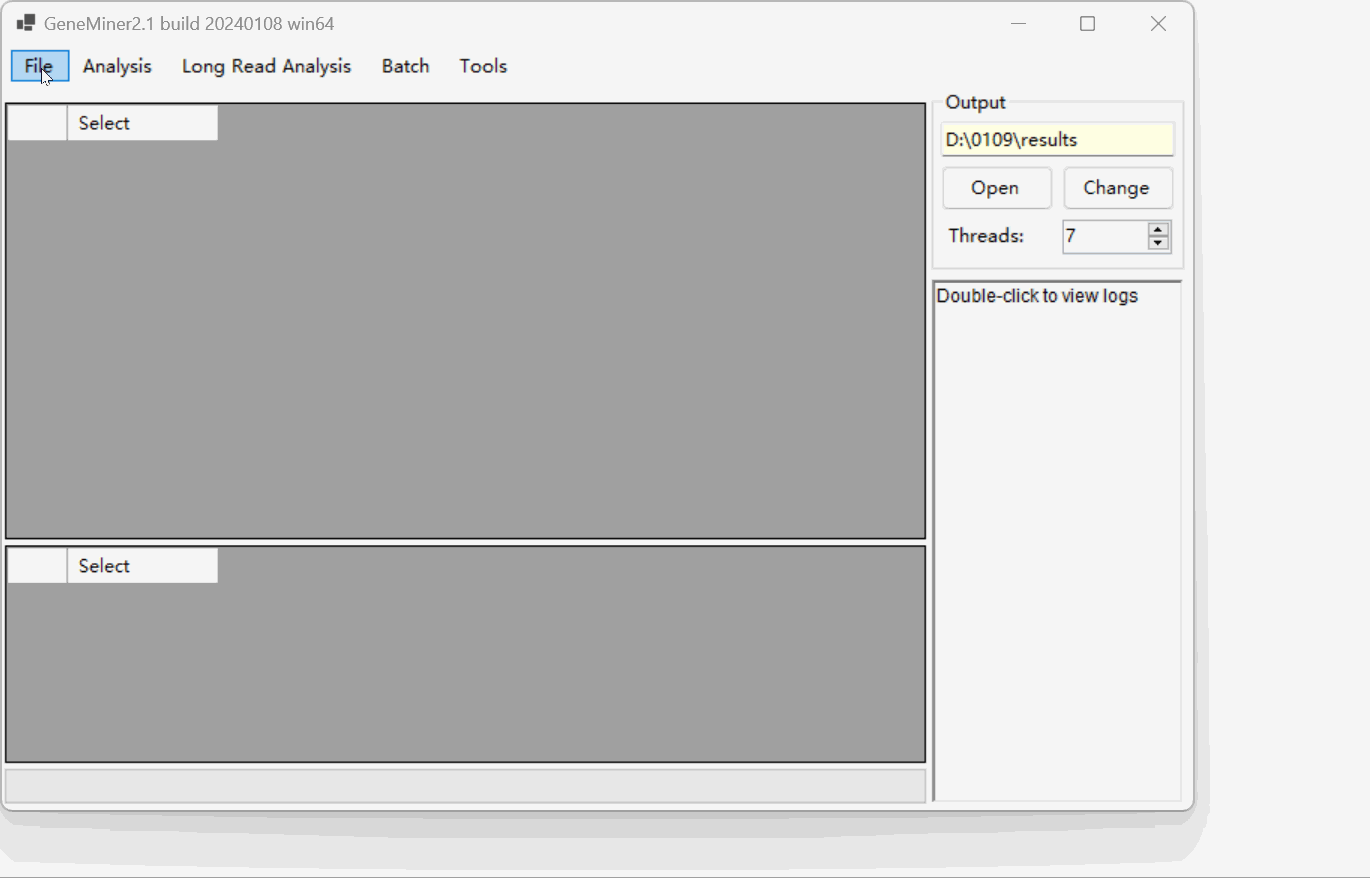 GeneMiner2.1 build 20240108 win64
File Analysis Long Read Analysis Batch Tools
Select
Output
D:\0109\results
Open Change
Threads: 7
Double-click to view logs
Select